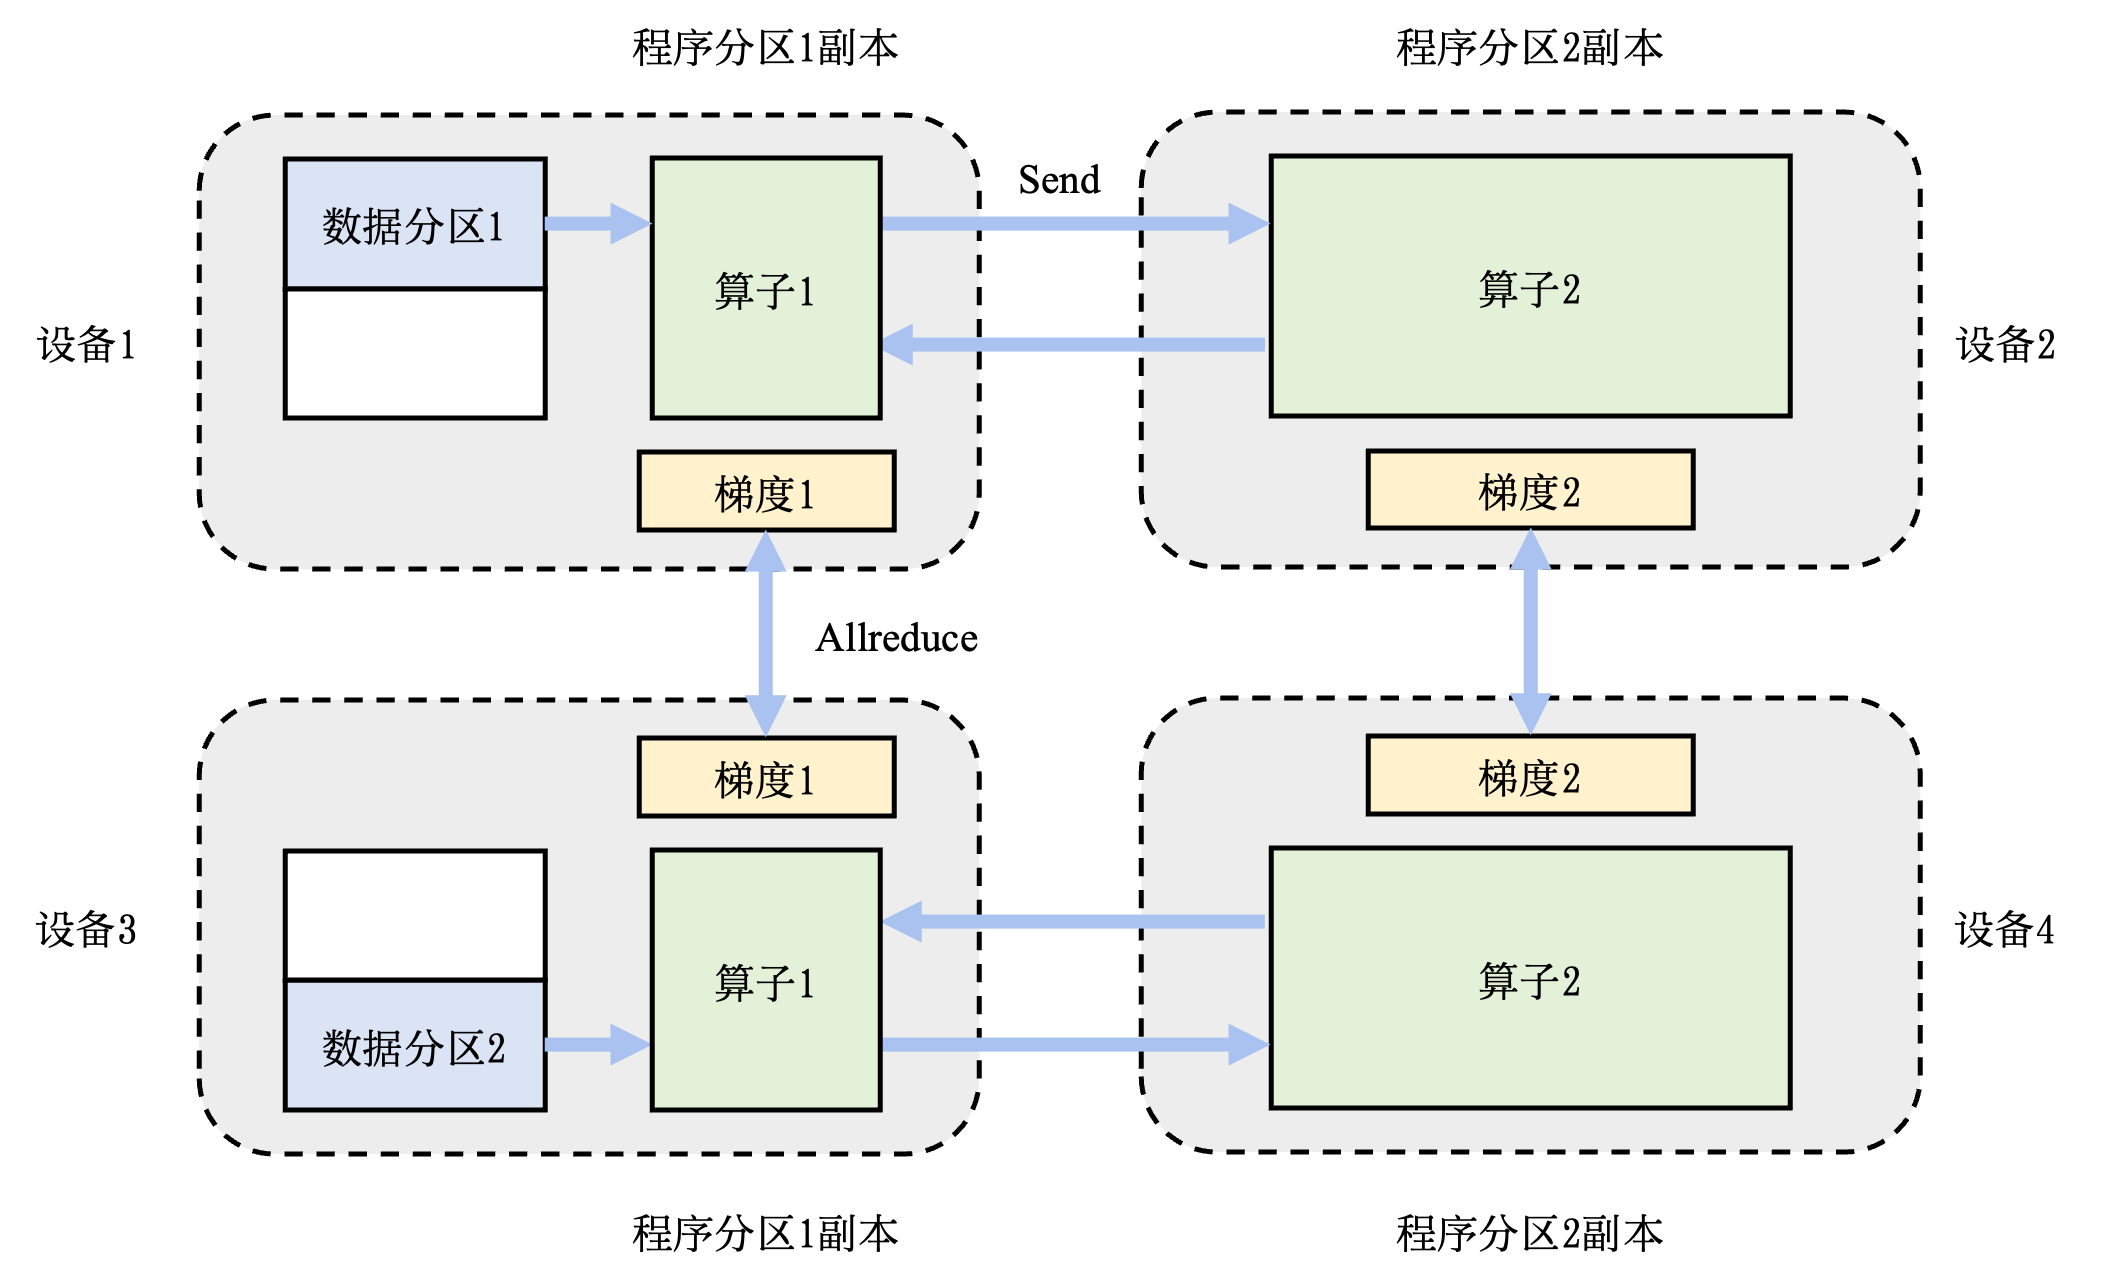 程序分区1副本
程序分区2副本
数据分区1
算子1
Send
算子2
设备1
设备2
梯度1
梯度2
Allreduce
梯度1
梯度2
设备3
设备4
算子1
算子2
数据分区2
程序分区1副本
程序分区2副本